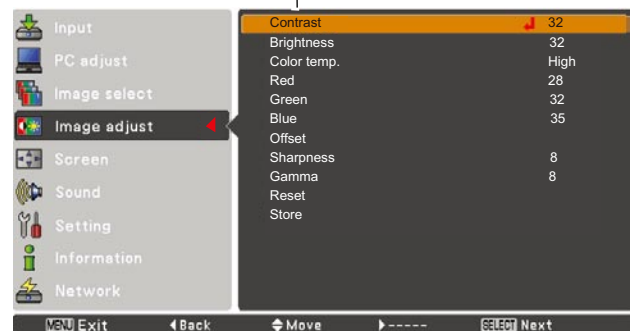 Input
PC adjust
Image select
Image adjust
Screen
Sound
Setting
Information
Network
Contrast 32
Brightness 32
Color temp. High
Red 28
Green 32
Blue 35
Offset
Sharpness 8
Gamma 8
Reset
Store
MENU Exit ◀Back Move ▶----- SELECT Next